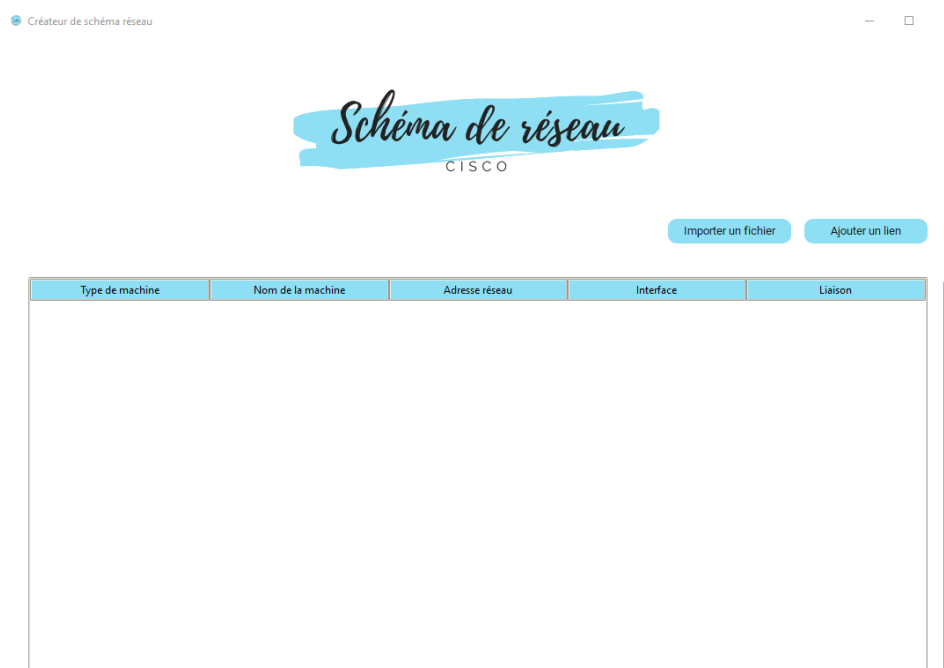 Créateur de schéma réseau
Schéma de réseau
CISCO
Importer un fichier Ajouter un lien
Type de machine Nom de la machine Adresse réseau Interface Liaison